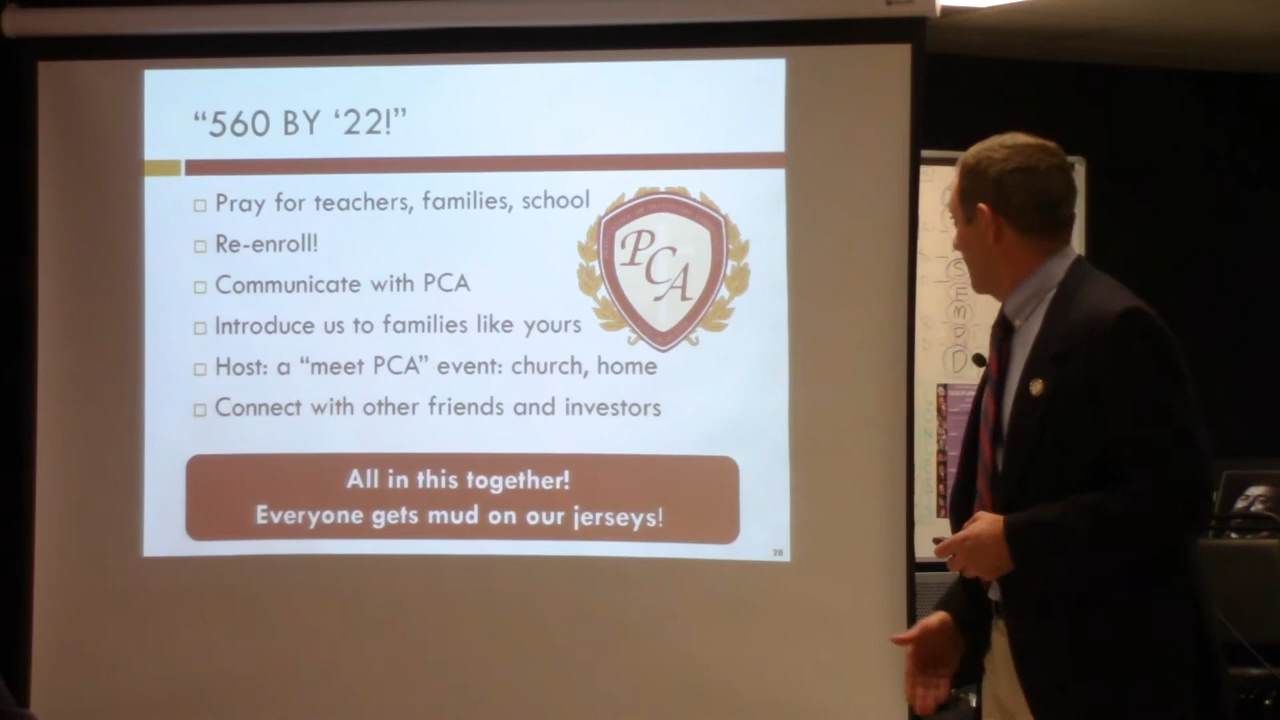 “560 BY ‘22!”
Pray for teachers, families, school
Re-enroll!
Communicate with PCA
Introduce us to families like yours
Host: a “meet PCA” event: church, home
Connect with other friends and investors
PCA
All in this together!
Everyone gets mud on our jerseys!
28